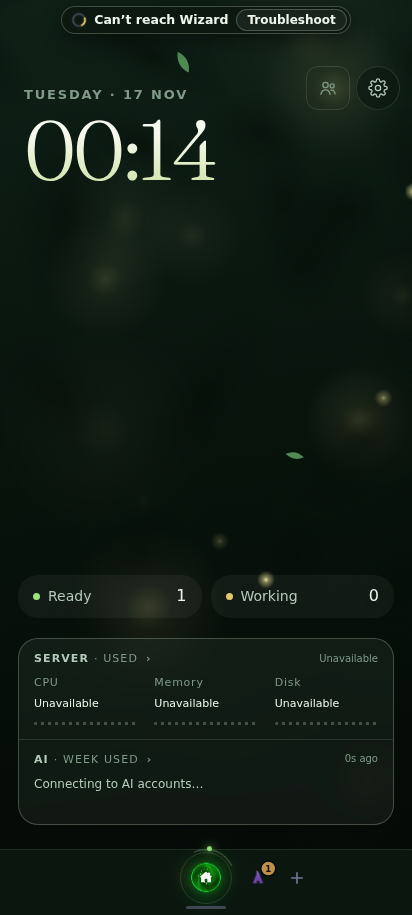 Can’t reach Wizard Troubleshoot
TUESDAY · 17 NOV
00:14
Ready 1
Working 0
SERVER · USED › Unavailable
CPU Memory Disk
Unavailable Unavailable Unavailable
AI · WEEK USED › 0s ago
Connecting to AI accounts…
1